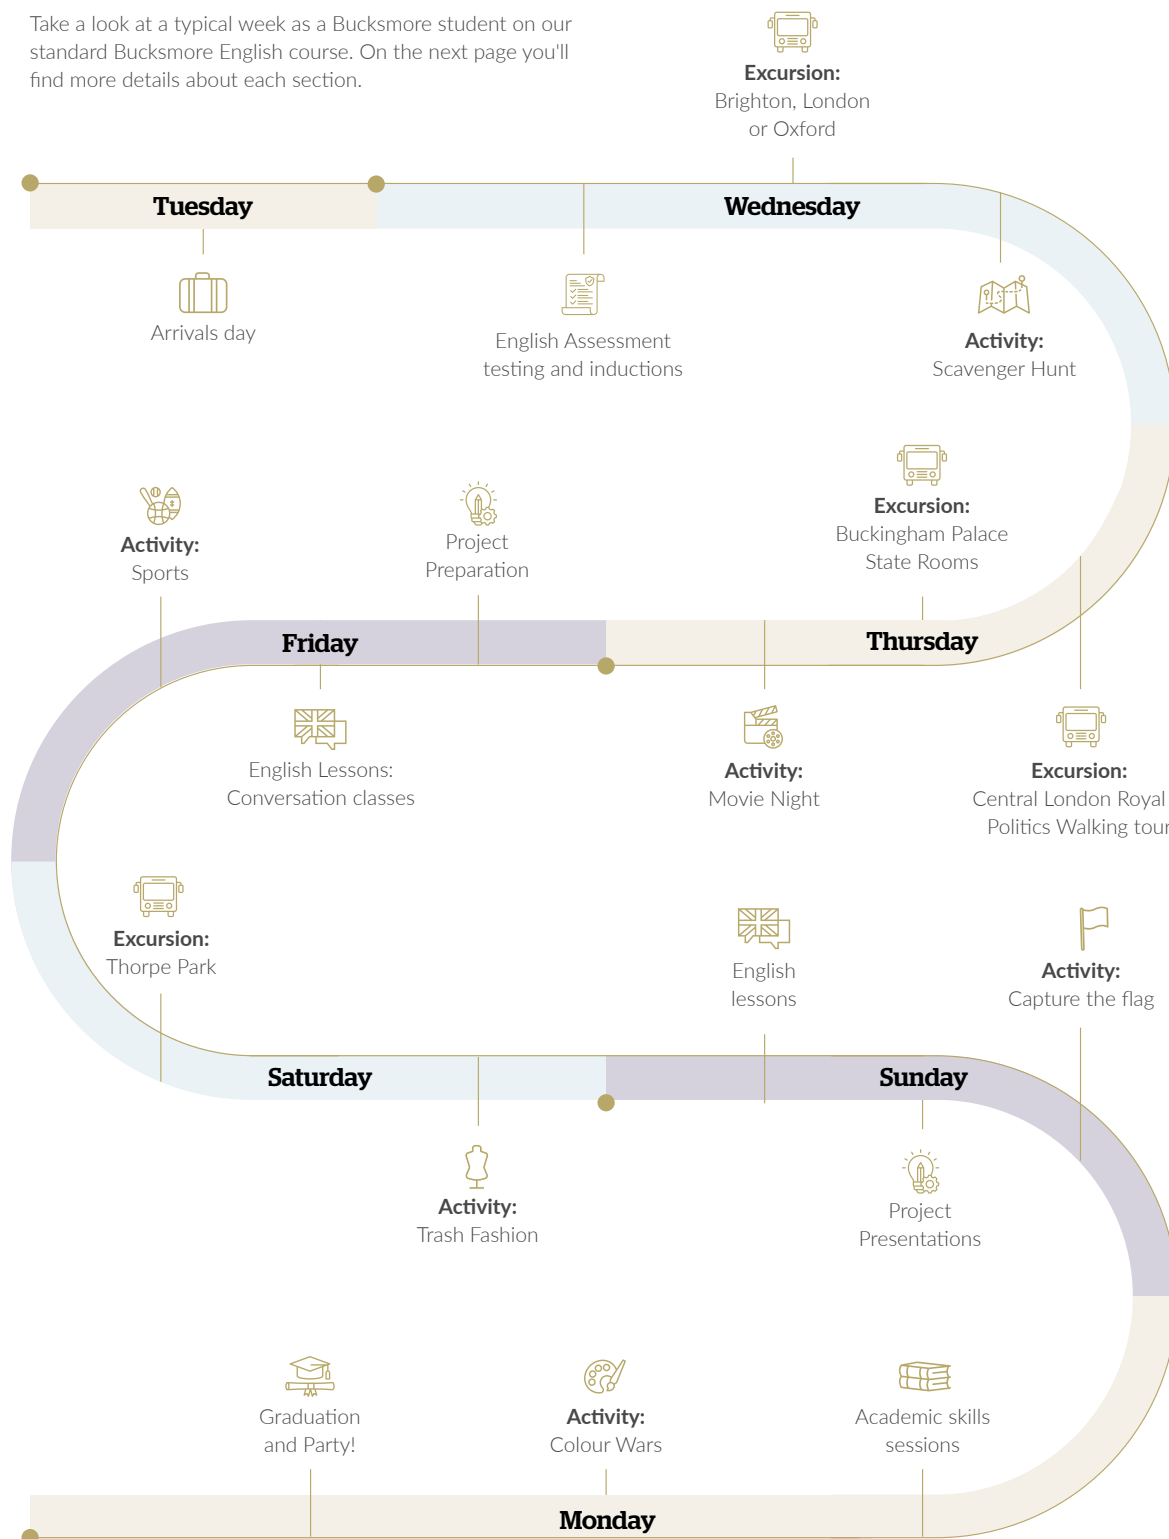 Take a look at a typical week as a Bucksmore student on our
standard Bucksmore English course. On the next page you'll
find more details about each section.
Excursion:
Brighton, London
or Oxford
Tuesday
Wednesday
Arrivals day
English Assessment
testing and inductions
Activity:
Scavenger Hunt
Excursion:
Buckingham Palace
State Rooms
Activity:
Sports
Project
Preparation
Friday
Thursday
English Lessons:
Conversation classes
Activity:
Movie Night
Excursion:
Central London Royal
Politics Walking tour
Excursion:
Thorpe Park
English
lessons
Activity:
Capture the flag
Saturday
Sunday
Activity:
Trash Fashion
Project
Presentations
Graduation
and Party!
Activity:
Colour Wars
Academic skills
sessions
Monday